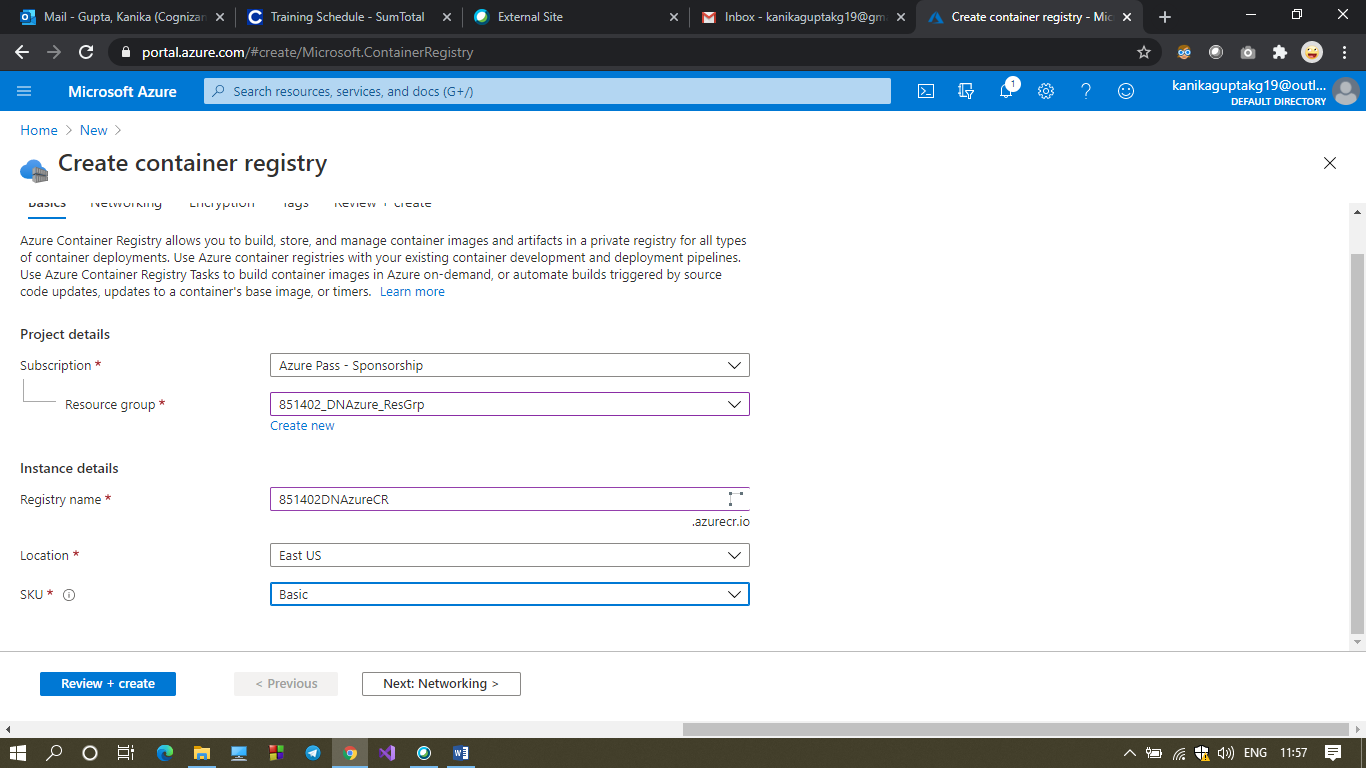 Mail - Gupta, Kanika (Cognizan
Training Schedule - SumTotal
External Site
Inbox - kanikaguptakg19@gm
Create container registry - Mic
portal.azure.com/#create/Microsoft.ContainerRegistry
Microsoft Azure
Search resources, services, and docs (G+/)
1
kanikaguptakg19@outl...
DEFAULT DIRECTORY
Home > New >
Create container registry
Basics Networking Encryption Tags Review + create
Azure Container Registry allows you to build, store, and manage container images and artifacts in a private registry for all types
of container deployments. Use Azure container registries with your existing container development and deployment pipelines.
Use Azure Container Registry Tasks to build container images in Azure on-demand, or automate builds triggered by source
code updates, updates to a container's base image, or timers. Learn more
Project details
Subscription * Azure Pass - Sponsorship
Resource group * 851402_DNAzure_ResGrp
Create new
Instance details
Registry name * 851402DNAzureCR
.azurecr.io
Location * East US
SKU * Basic
Review + create
< Previous
Next: Networking >
ENG 11:57